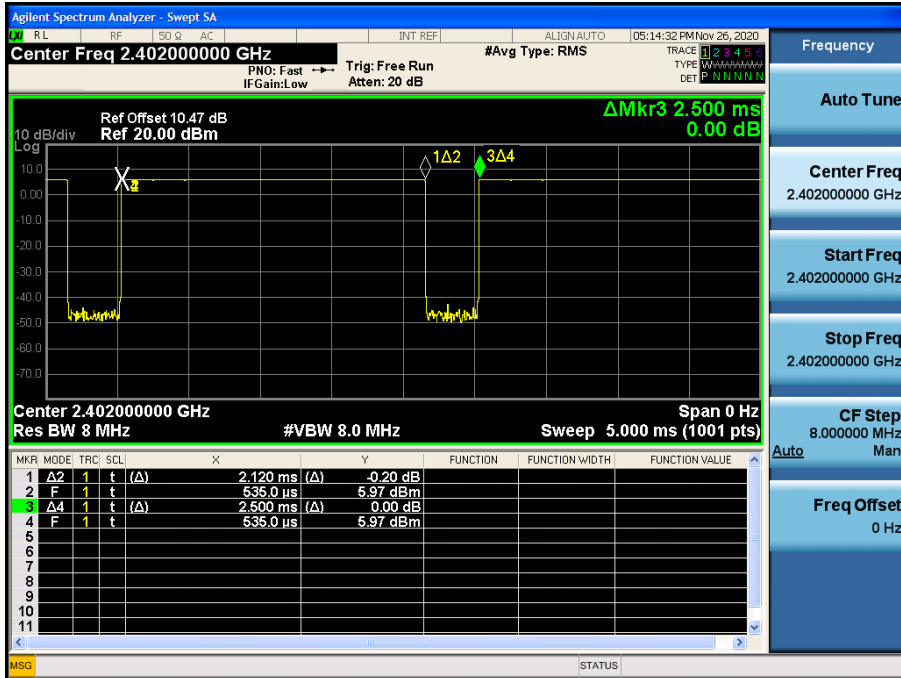 Agilent Spectrum Analyzer - Swept SA
LXI RL RF 50 Ω AC INT REF ALIGN AUTO 05:14:32 PM Nov 26, 2020
Center Freq 2.402000000 GHz
PNO: Fast
IFGain:Low
Trig: Free Run
Atten: 20 dB
#Avg Type: RMS
TRACE 1 2 3 4 5 6
TYPE W
DET P N N N N N
Ref Offset 10.47 dB
Ref 20.00 dBm
ΔMkr3 2.500 ms
0.00 dB
10 dB/div
Log
10.0
0.00
-10.0
-20.0
-30.0
-40.0
-50.0
-60.0
-70.0
1Δ2
3Δ4
Center 2.402000000 GHz Span 0 Hz
Res BW 8 MHz #VBW 8.0 MHz Sweep 5.000 ms (1001 pts)
MKR MODE TRC SCL X Y FUNCTION FUNCTION WIDTH FUNCTION VALUE
1 Δ2 1 t (Δ) 2.120 ms (Δ) -0.20 dB
2 F 1 t 535.0 µs 5.97 dBm
3 Δ4 1 t (Δ) 2.500 ms (Δ) 0.00 dB
4 F 1 t 535.0 µs 5.97 dBm
5
6
7
8
9
10
11
MSG STATUS
Frequency
Auto Tune
Center Freq
2.402000000 GHz
Start Freq
2.402000000 GHz
Stop Freq
2.402000000 GHz
CF Step
8.000000 MHz
Auto Man
Freq Offset
0 Hz